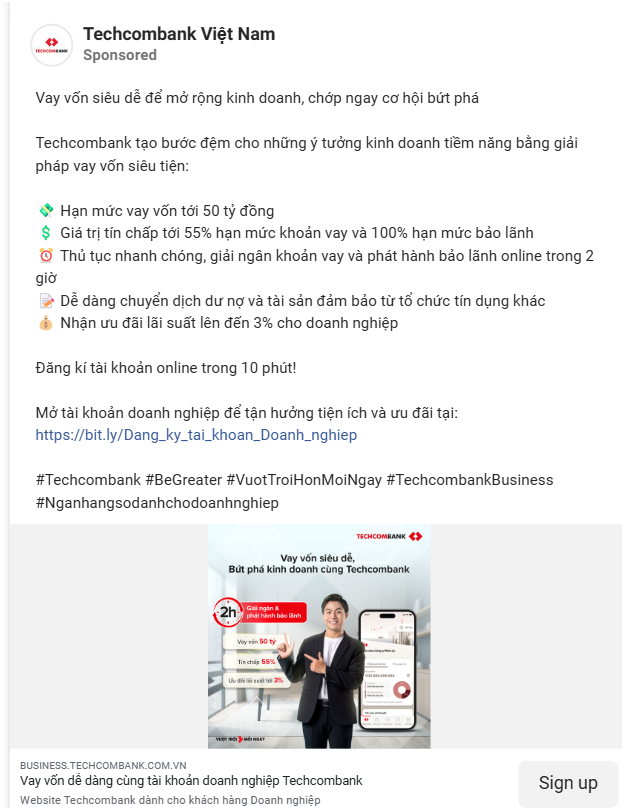 TECHCOMBANK
Techcombank Việt Nam
Sponsored
Vay vốn siêu dễ để mở rộng kinh doanh, chớp ngay cơ hội bứt phá
Techcombank tạo bước đệm cho những ý tưởng kinh doanh tiềm năng bằng giải
pháp vay vốn siêu tiện:
💸 Hạn mức vay vốn tới 50 tỷ đồng
💲 Giá trị tín chấp tới 55% hạn mức khoản vay và 100% hạn mức bảo lãnh
⏰ Thủ tục nhanh chóng, giải ngân khoản vay và phát hành bảo lãnh online trong 2
giờ
📝 Dễ dàng chuyển dịch dư nợ và tài sản đảm bảo từ tổ chức tín dụng khác
💰 Nhận ưu đãi lãi suất lên đến 3% cho doanh nghiệp
Đăng kí tài khoản online trong 10 phút!
Mở tài khoản doanh nghiệp để tận hưởng tiện ích và ưu đãi tại:
https://bit.ly/Dang_ky_tai_khoan_Doanh_nghiep
#Techcombank #BeGreater #VuotTroiHonMoiNgay #TechcombankBusiness
#Nganhangsodanhchodoanhnghiep
TECHCOMBANK
Vay vốn siêu dễ,
Bứt phá kinh doanh cùng Techcombank
2h
Giải ngân &
phát hành bảo lãnh
Vay vốn 50 tỷ
Tín chấp 55%
Ưu đãi lãi suất tới 3%
VƯỢT TRỘI MỖI NGÀY
BUSINESS.TECHCOMBANK.COM.VN
Vay vốn dễ dàng cùng tài khoản doanh nghiệp Techcombank
Website Techcombank dành cho khách hàng Doanh nghiệp
Sign up